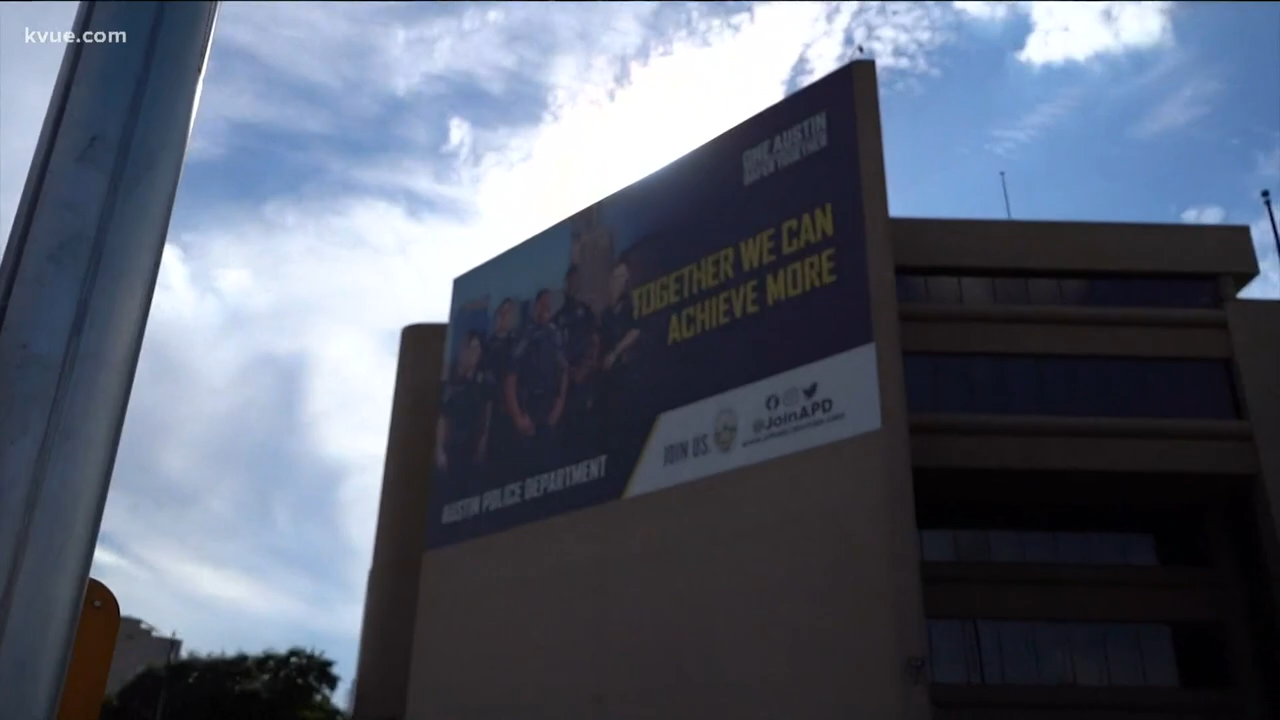 kvue.com
ONE AUSTIN
SAFER TOGETHER
TOGETHER WE CAN
ACHIEVE MORE
@JoinAPD
JOIN US.
AUSTIN POLICE DEPARTMENT